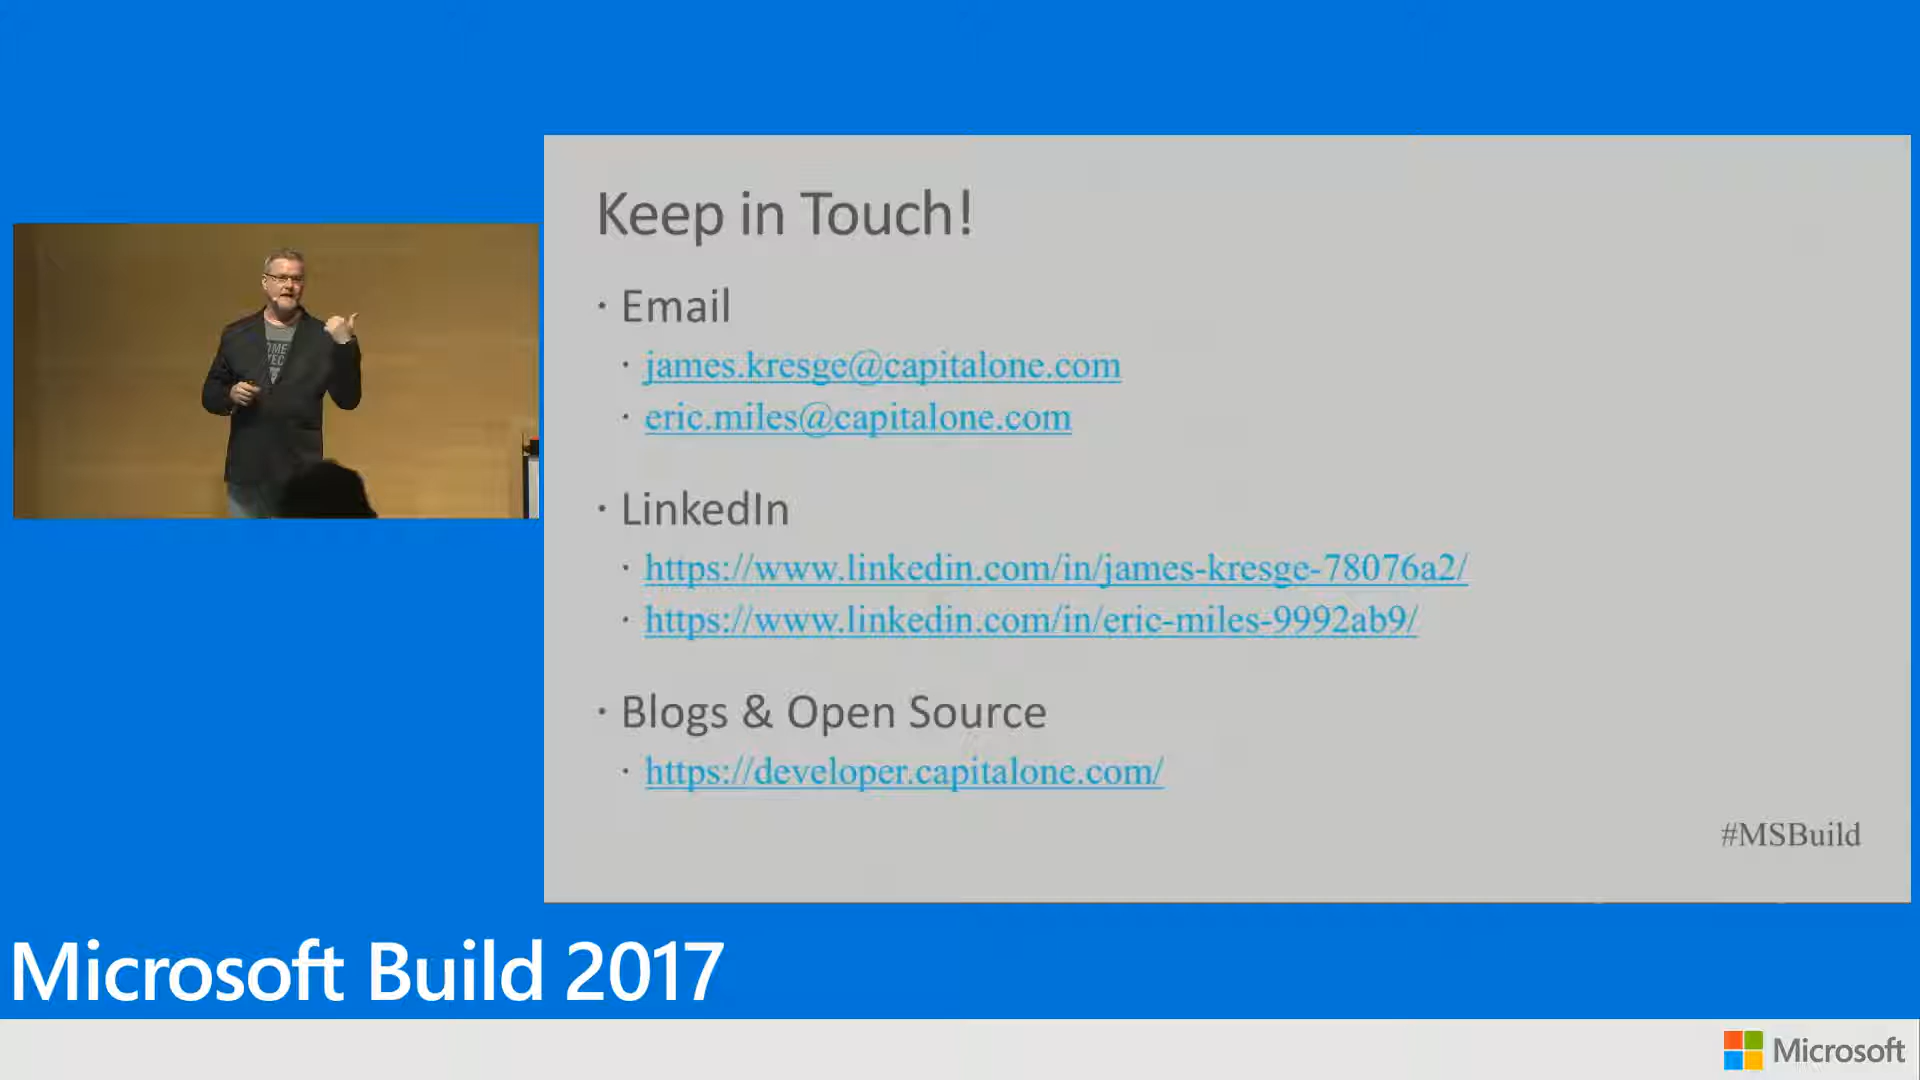 Keep in Touch!
· Email
· james.kresge@capitalone.com
· eric.miles@capitalone.com
· LinkedIn
· https://www.linkedin.com/in/james-kresge-78076a2/
· https://www.linkedin.com/in/eric-miles-9992ab9/
· Blogs & Open Source
· https://developer.capitalone.com/
#MSBuild
Microsoft Build 2017
Microsoft